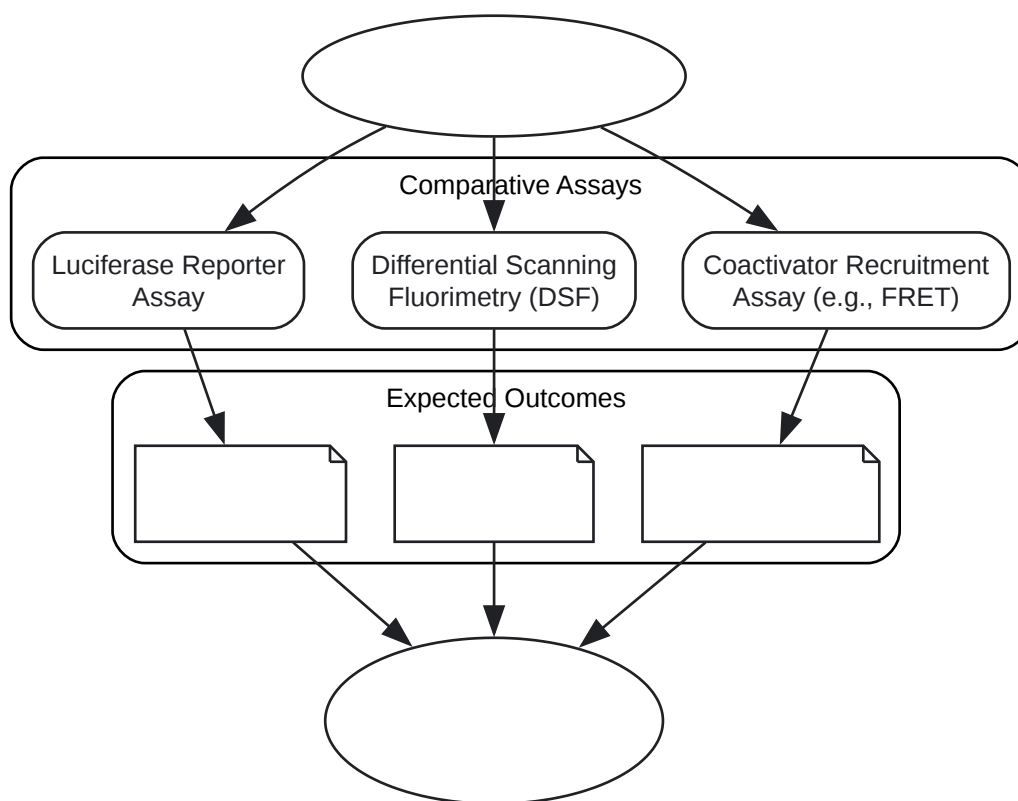 Comparative Assays
Luciferase Reporter
Assay
Differential Scanning
Fluorimetry (DSF)
Coactivator Recruitment
Assay (e.g., FRET)
Expected Outcomes